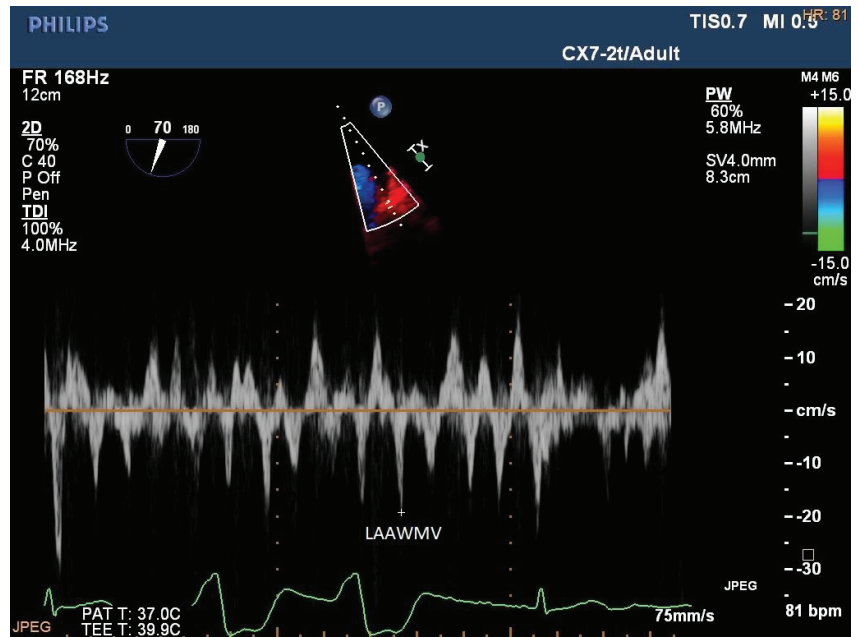 PHILIPS
TIS0.7 MI 0.5
HR: 81
CX7-2t/Adult
FR 168Hz
12cm
2D
70%
C 40
P Off
Pen
TDI
100%
4.0MHz
0 70 180
P
PW
60%
5.8MHz
SV4.0mm
8.3cm
M4 M6
+15.0
-15.0
cm/s
20
10
cm/s
-10
-20
-30
LAAWMV
JPEG
PAT T: 37.0C
TEE T: 39.9C
JPEG
75mm/s
81 bpm